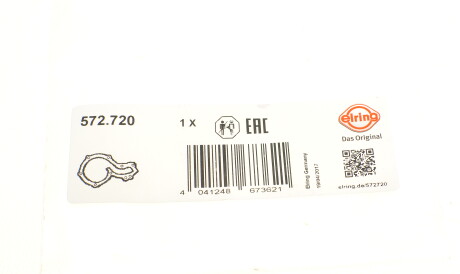 572.720
1 X
EAC
elring
Das Original
4 041248 673621
Elring Germany
elring.de/572720